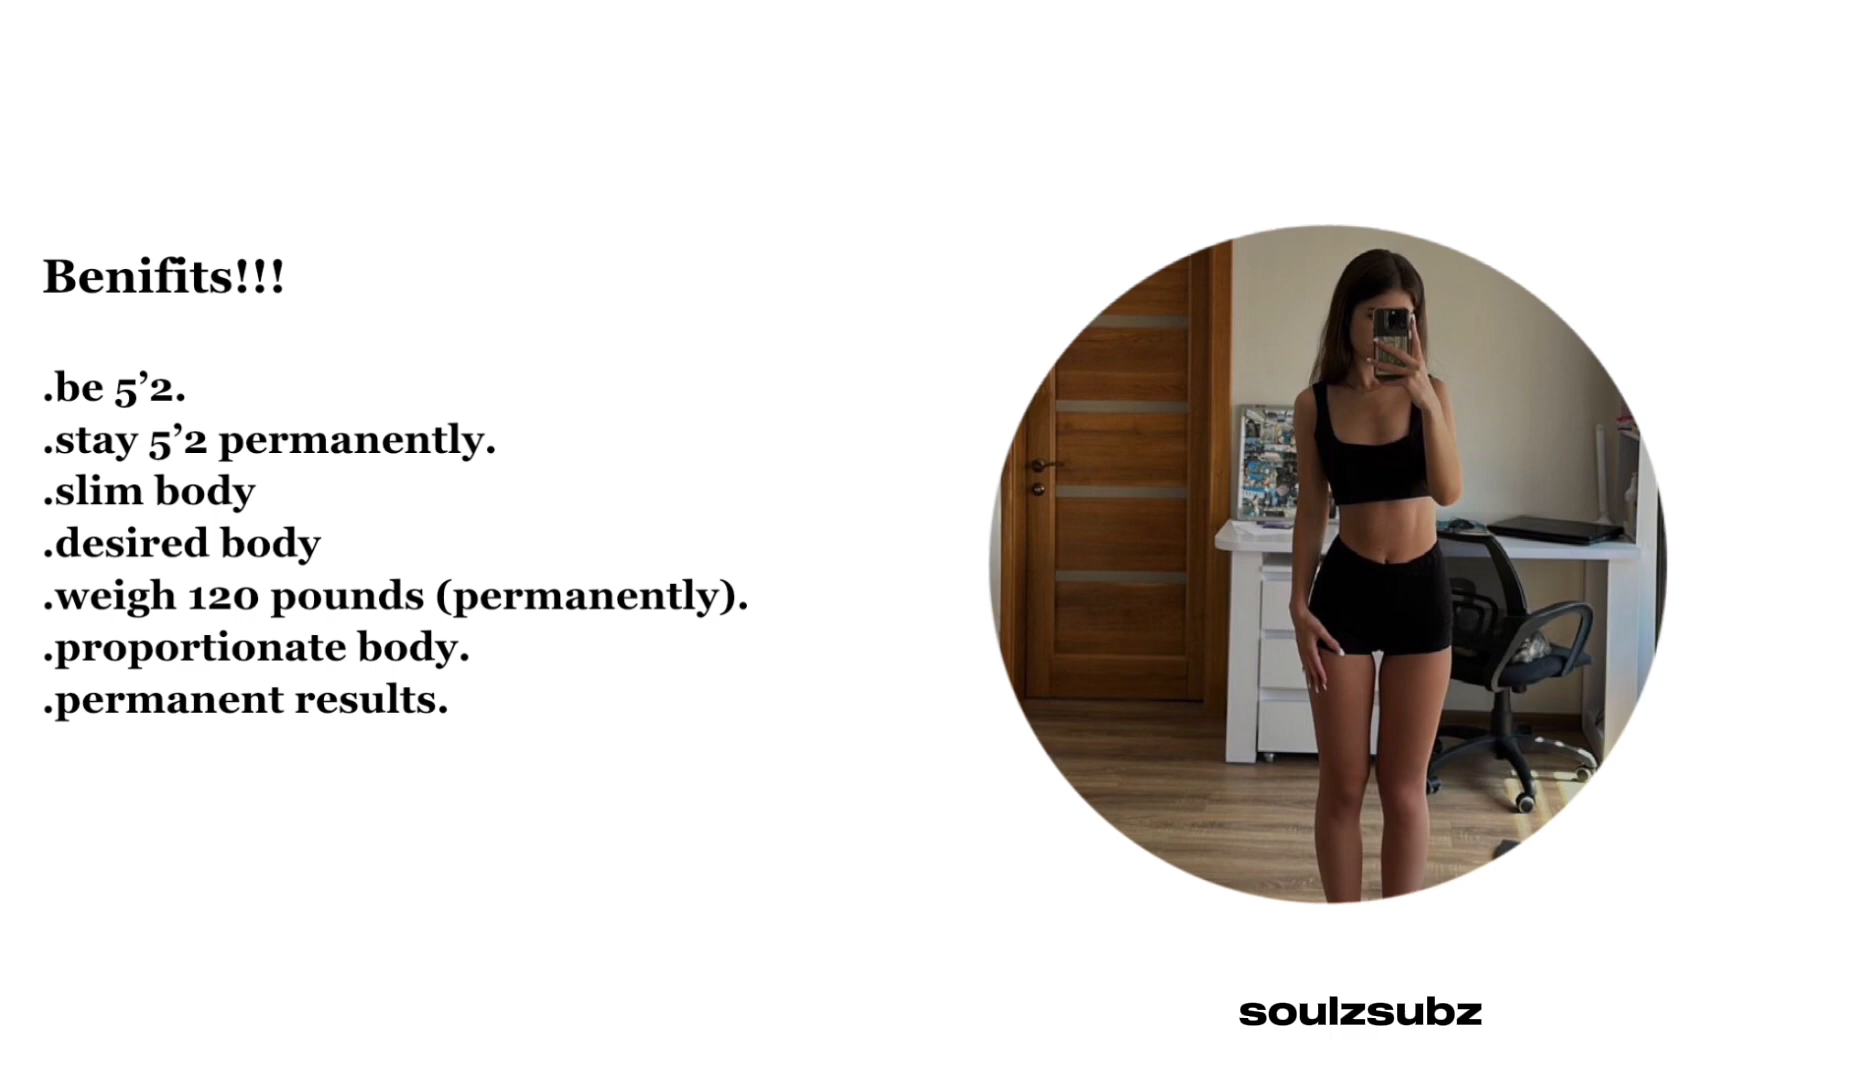 Benifits!!!
.be 5’2.
.stay 5’2 permanently.
.slim body
.desired body
.weigh 120 pounds (permanently).
.proportionate body.
.permanent results.
soulzsubz